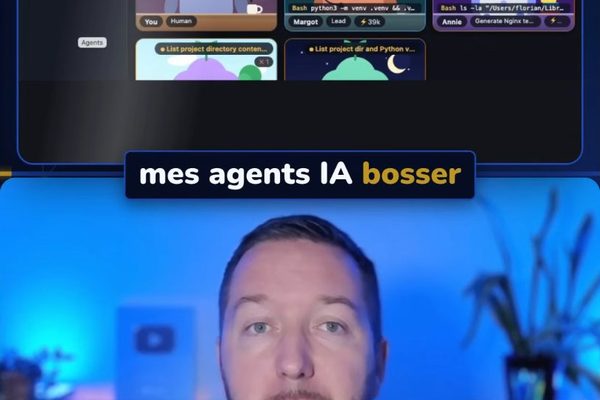 Bash python3 -m venv .venv && .v…
Bash ls -la "/Users/florian/Libr…
You Human
Margot Lead 39k
Annie Generate Nginx te…
Agents
List project directory conten…
List project dir and Python v…
×1
mes agents IA bosser